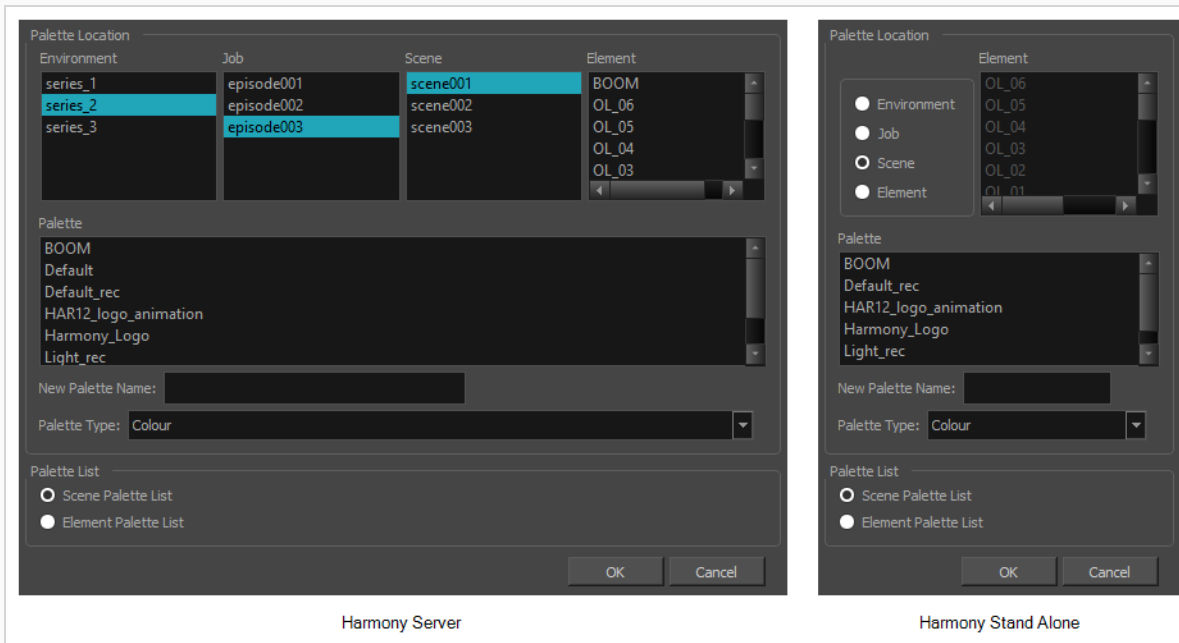 Palette Location
Environment Job Scene Element
series_1 episode001 scene001 BOOM
series_2 episode002 scene002 OL_06
series_3 episode003 scene003 OL_05
OL_04
OL_03
Palette
BOOM
Default
Default_rec
HAR12_logo_animation
Harmony_Logo
Light_rec
New Palette Name:
Palette Type: Colour
Palette List
Scene Palette List
Element Palette List
OK Cancel
Harmony Server
Palette Location
Element
Environment
Job
Scene
Element
OL_06
OL_05
OL_04
OL_03
OL_02
OL_01
Palette
BOOM
Default_rec
HAR12_logo_animation
Harmony_Logo
Light_rec
New Palette Name:
Palette Type: Colour
Palette List
Scene Palette List
Element Palette List
OK Cancel
Harmony Stand Alone